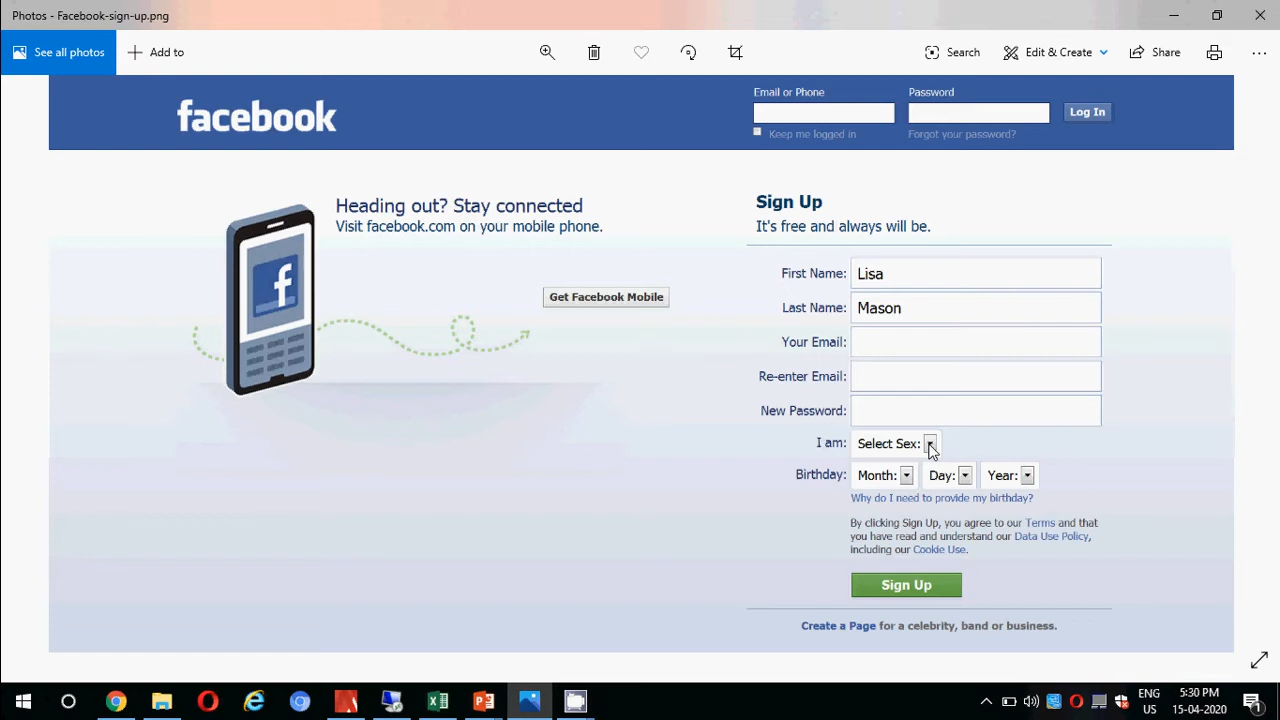 Photos - Facebook-sign-up.png
See all photos
Add to
Search
Edit & Create
Share
facebook
Email or Phone
Password
Log In
Keep me logged in
Forgot your password?
Heading out? Stay connected
Visit facebook.com on your mobile phone.
Get Facebook Mobile
f
Sign Up
It's free and always will be.
First Name: Lisa
Last Name: Mason
Your Email:
Re-enter Email:
New Password:
I am: Select Sex:
Birthday: Month: Day: Year:
Why do I need to provide my birthday?
By clicking Sign Up, you agree to our Terms and that
you have read and understand our Data Use Policy,
including our Cookie Use.
Sign Up
Create a Page for a celebrity, band or business.
ENG
US
5:30 PM
15-04-2020
1